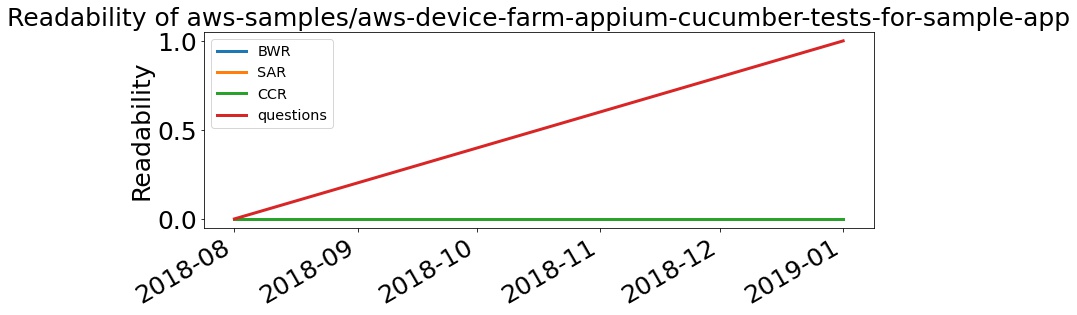 Readability of aws-samples/aws-device-farm-appium-cucumber-tests-for-sample-app
Readability
1.0
0.5
0.0
BWR
SAR
CCR
questions
2018-08
2018-09
2018-10
2018-11
2018-12
2019-01